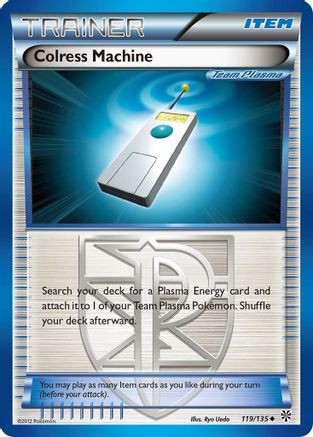 TRAINER
ITEM
Colress Machine
Team Plasma
Search your deck for a Plasma Energy card and
attach it to 1 of your Team Plasma Pokémon. Shuffle
your deck afterward.
You may play as many Item cards as you like during your turn
(before your attack).
©2012 Pokémon
Illus. Ryo Ueda
119/135